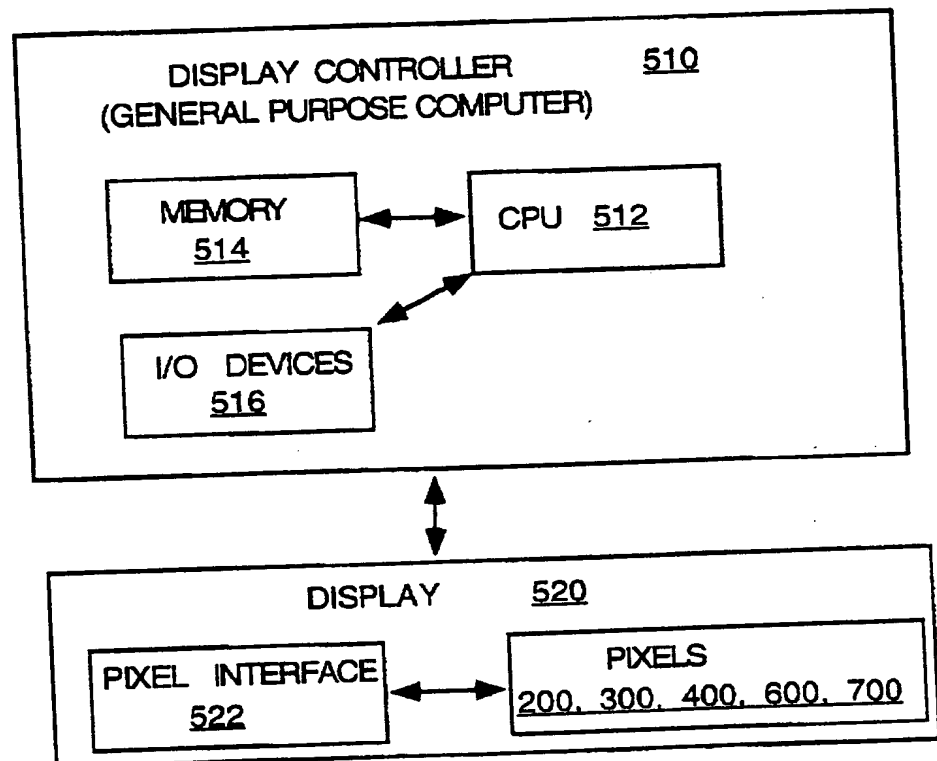 DISPLAY CONTROLLER 510
(GENERAL PURPOSE COMPUTER)
MEMORY
514
CPU 512
I/O DEVICES
516
DISPLAY 520
PIXEL INTERFACE
522
PIXELS
200, 300, 400, 600, 700